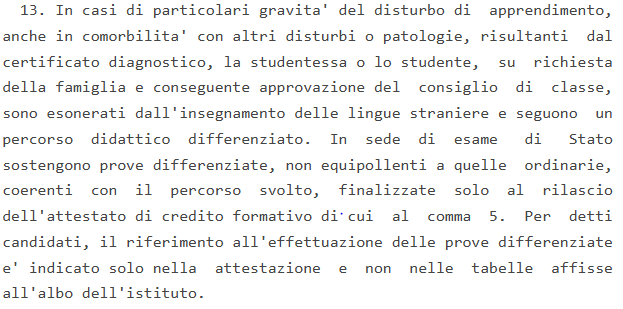 13. In casi di particolari gravita' del disturbo di apprendimento,
anche in comorbilita' con altri disturbi o patologie, risultanti dal
certificato diagnostico, la studentessa o lo studente, su richiesta
della famiglia e conseguente approvazione del consiglio di classe,
sono esonerati dall'insegnamento delle lingue straniere e seguono un
percorso didattico differenziato. In sede di esame di Stato
sostengono prove differenziate, non equipollenti a quelle ordinarie,
coerenti con il percorso svolto, finalizzate solo al rilascio
dell'attestato di credito formativo di cui al comma 5. Per detti
candidati, il riferimento all'effettuazione delle prove differenziate
e' indicato solo nella attestazione e non nelle tabelle affisse
all'albo dell'istituto.